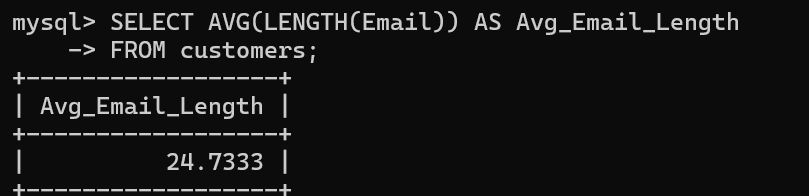 mysql> SELECT AVG(LENGTH(Email)) AS Avg_Email_Length
    -> FROM customers;
+------------------+
| Avg_Email_Length |
+------------------+
|          24.7333 |
+------------------+